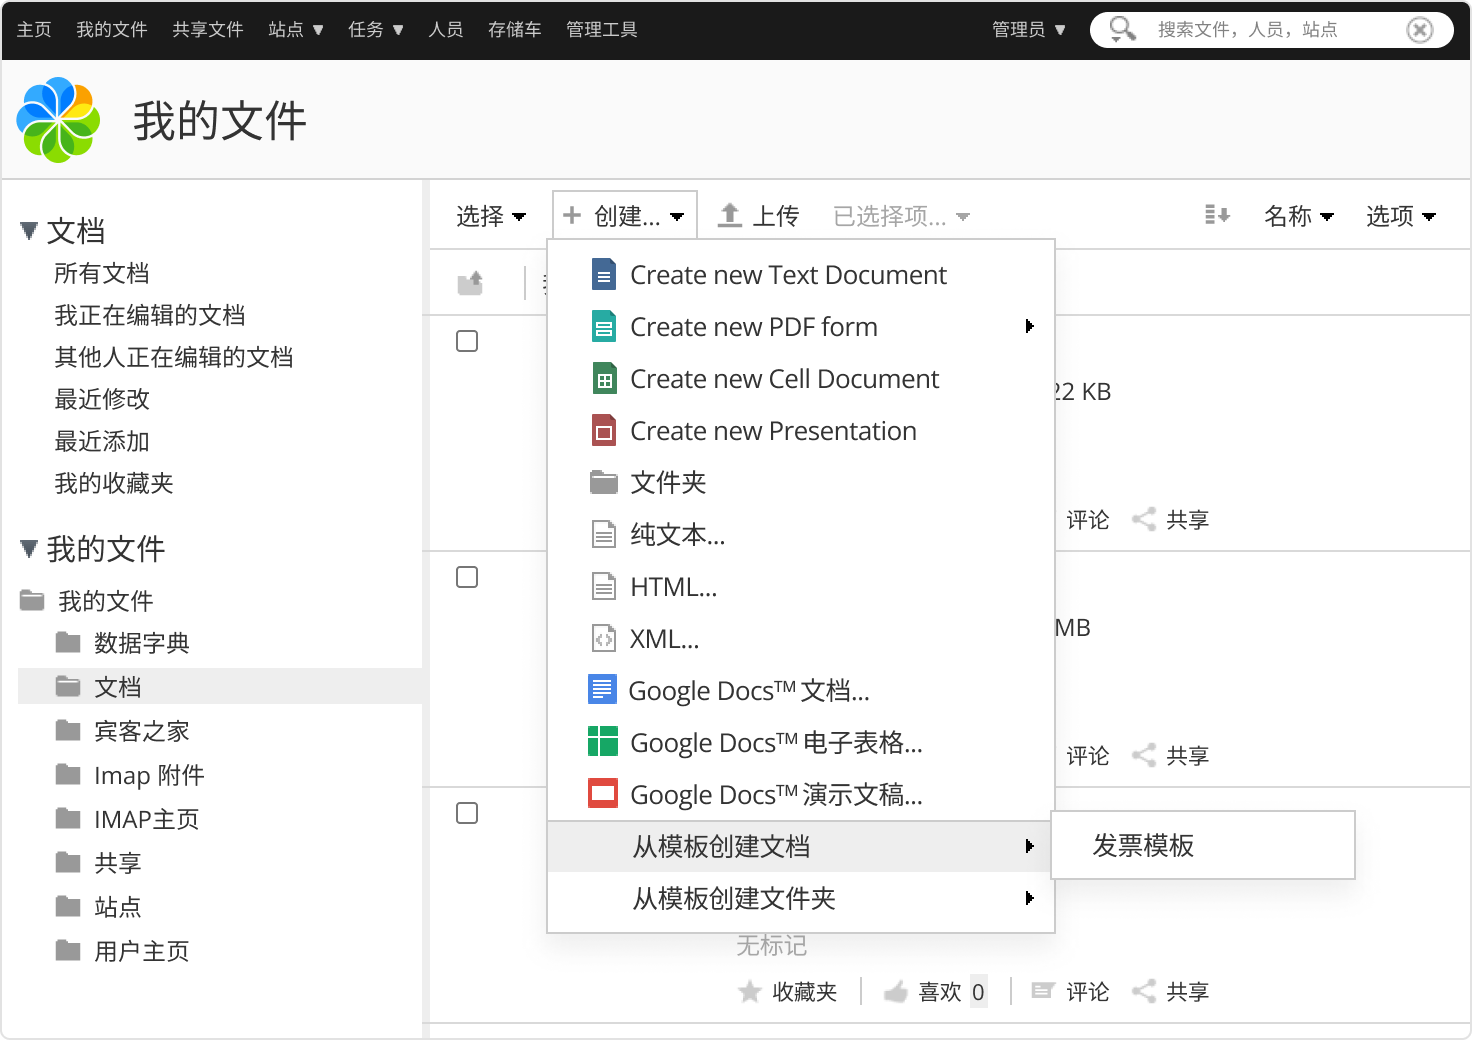 主页 我的文件 共享文件 站点 任务 人员 存储车 管理工具 管理员 搜索文件，人员，站点
我的文件
选择 创建... 上传 已选择项... 名称 选项
文档
所有文档
我正在编辑的文档
其他人正在编辑的文档
最近修改
最近添加
我的收藏夹
我的文件
我的文件
数据字典
文档
宾客之家
Imap 附件
IMAP主页
共享
站点
用户主页
Create new Text Document
Create new PDF form
Create new Cell Document
Create new Presentation
文件夹
纯文本...
HTML...
XML...
Google Docs™ 文档...
Google Docs™ 电子表格...
Google Docs™ 演示文稿...
从模板创建文档
从模板创建文件夹
发票模板
22 KB
评论 共享
MB
评论 共享
无标记
收藏夹 喜欢 0 评论 共享